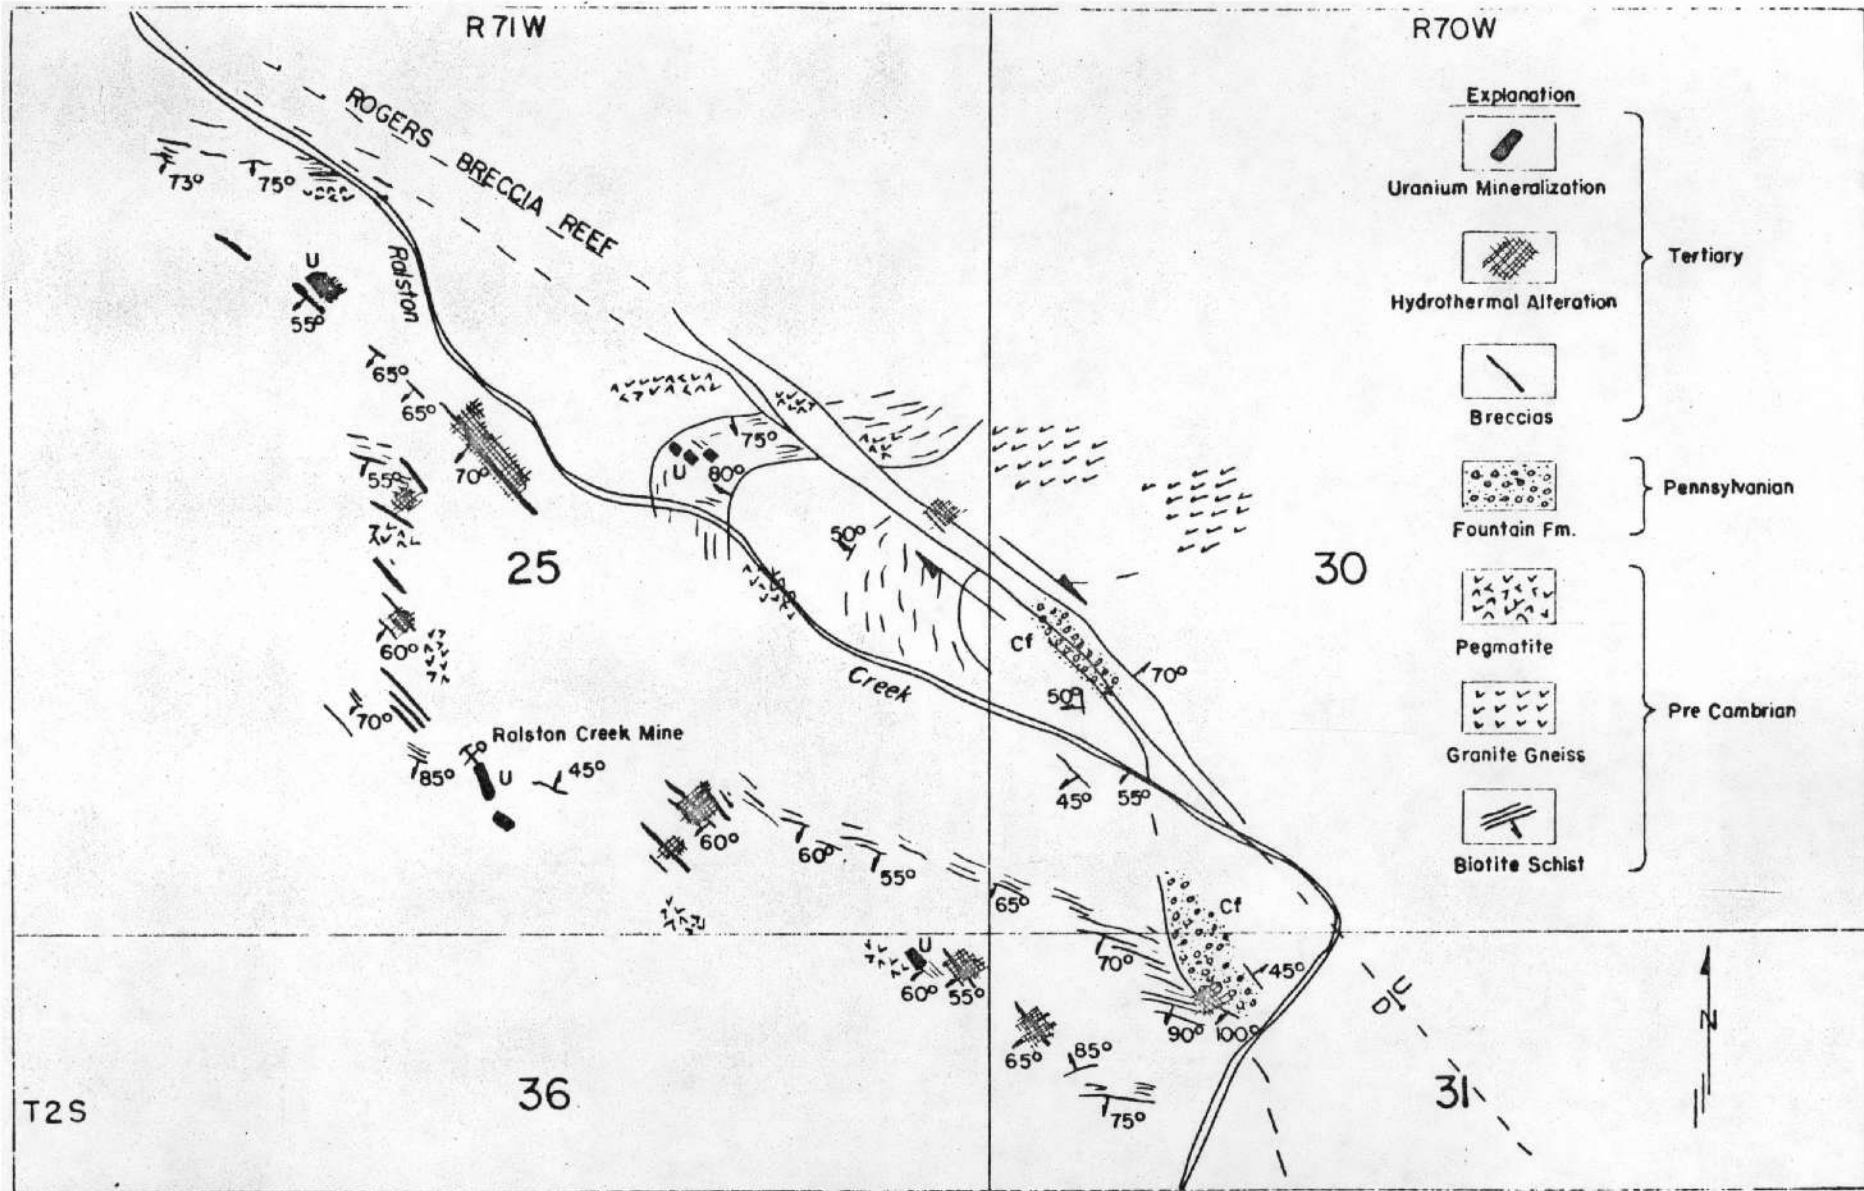 R 71 W
R 70 W
Explanation
ROGERS BRECCIA REEF
Uranium Mineralization
73°
75°
Tertiary
Ralston
U
55°
Hydrothermal Alteration
65°
65°
Breccias
75°
70°
55°
U
80°
Pennsylvanian
Fountain Fm.
50°
25
30
60°
Cf
Pegmatite
70°
Creek
50°
70°
Pre Cambrian
Ralston Creek Mine
Granite Gneiss
85°
U
45°
45°
55°
60°
60°
55°
Biotite Schist
65°
Cf
U
70°
45°
60°
55°
U/D
N
90°
100°
65°
85°
36
31
T2S
75°